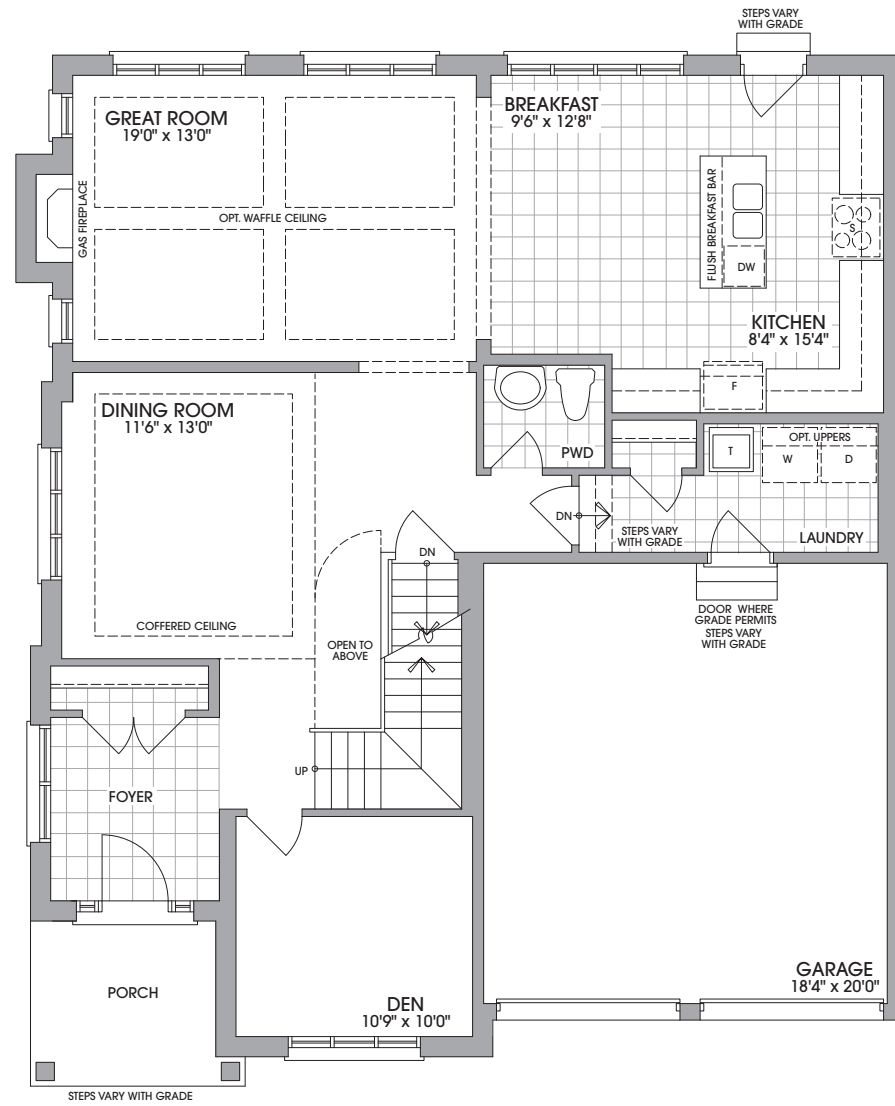 STEPS VARY
WITH GRADE
GREAT ROOM
19'0" x 13'0"
BREAKFAST
9'6" x 12'8"
GAS FIREPLACE
OPT. WAFFLE CEILING
FLUSH BREAKFAST BAR
DW
S
KITCHEN
8'4" x 15'4"
F
DINING ROOM
11'6" x 13'0"
PWD
T
OPT. UPPERS
W
D
DN
STEPS VARY
WITH GRADE
LAUNDRY
DN
COFFERED CEILING
OPEN TO
ABOVE
DOOR WHERE
GRADE PERMITS
STEPS VARY
WITH GRADE
UP
FOYER
PORCH
DEN
10'9" x 10'0"
GARAGE
18'4" x 20'0"
STEPS VARY WITH GRADE